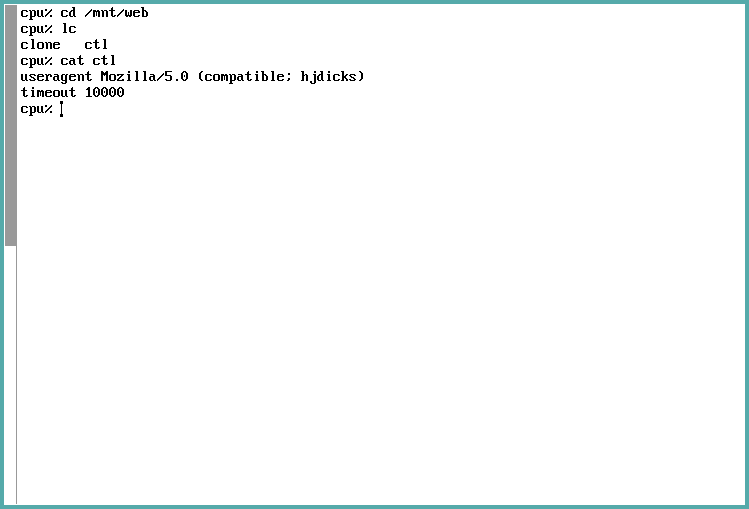 cpu% cd /mnt/web
cpu% lc
clone   ctl
cpu% cat ctl
useragent Mozilla/5.0 (compatible; hjdicks)
timeout 10000
cpu%